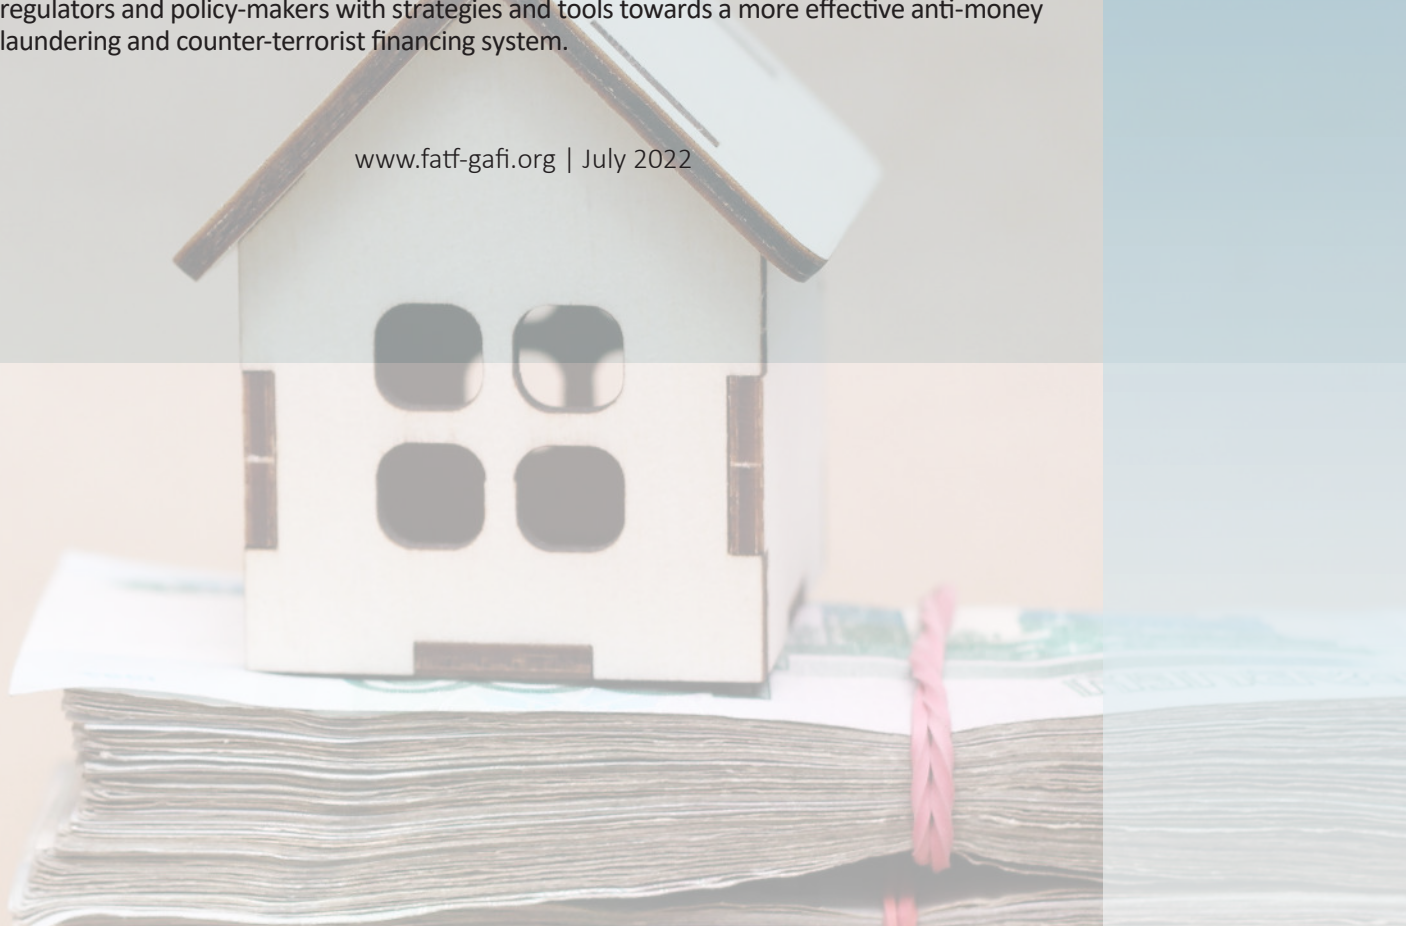 regulators and policy-makers with strategies and tools towards a more effective anti-money
laundering and counter-terrorist financing system.
www.fatf-gafi.org | July 2022